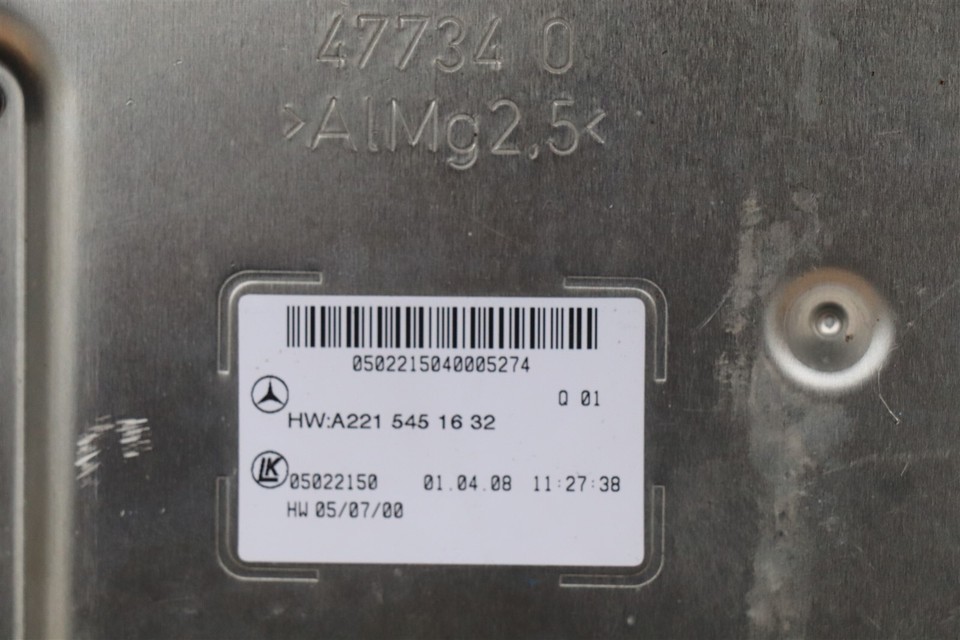 47734 0
>AlMg2,5<
0502215040005274
Q 01
HW:A221 545 16 32
LK
05022150 01.04.08 11:27:38
HW 05/07/00